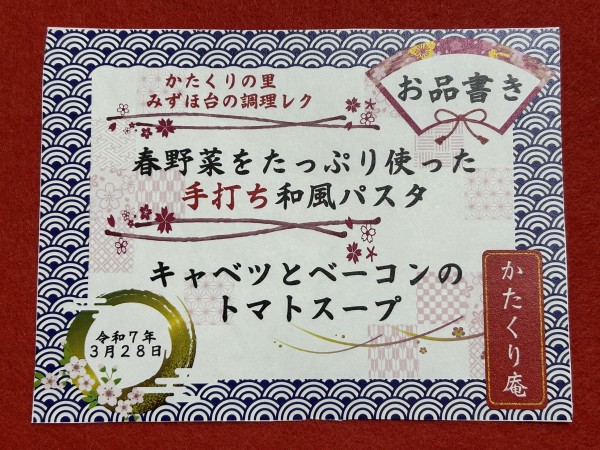 お品書き
かたくりの里
みずほ台の調理レク
春野菜をたっぷり使った
手打ち和風パスタ
キャベツとベーコンの
トマトスープ
かたくり庵
令和7年
3月28日